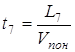 t₇ = L₇ / Vпон